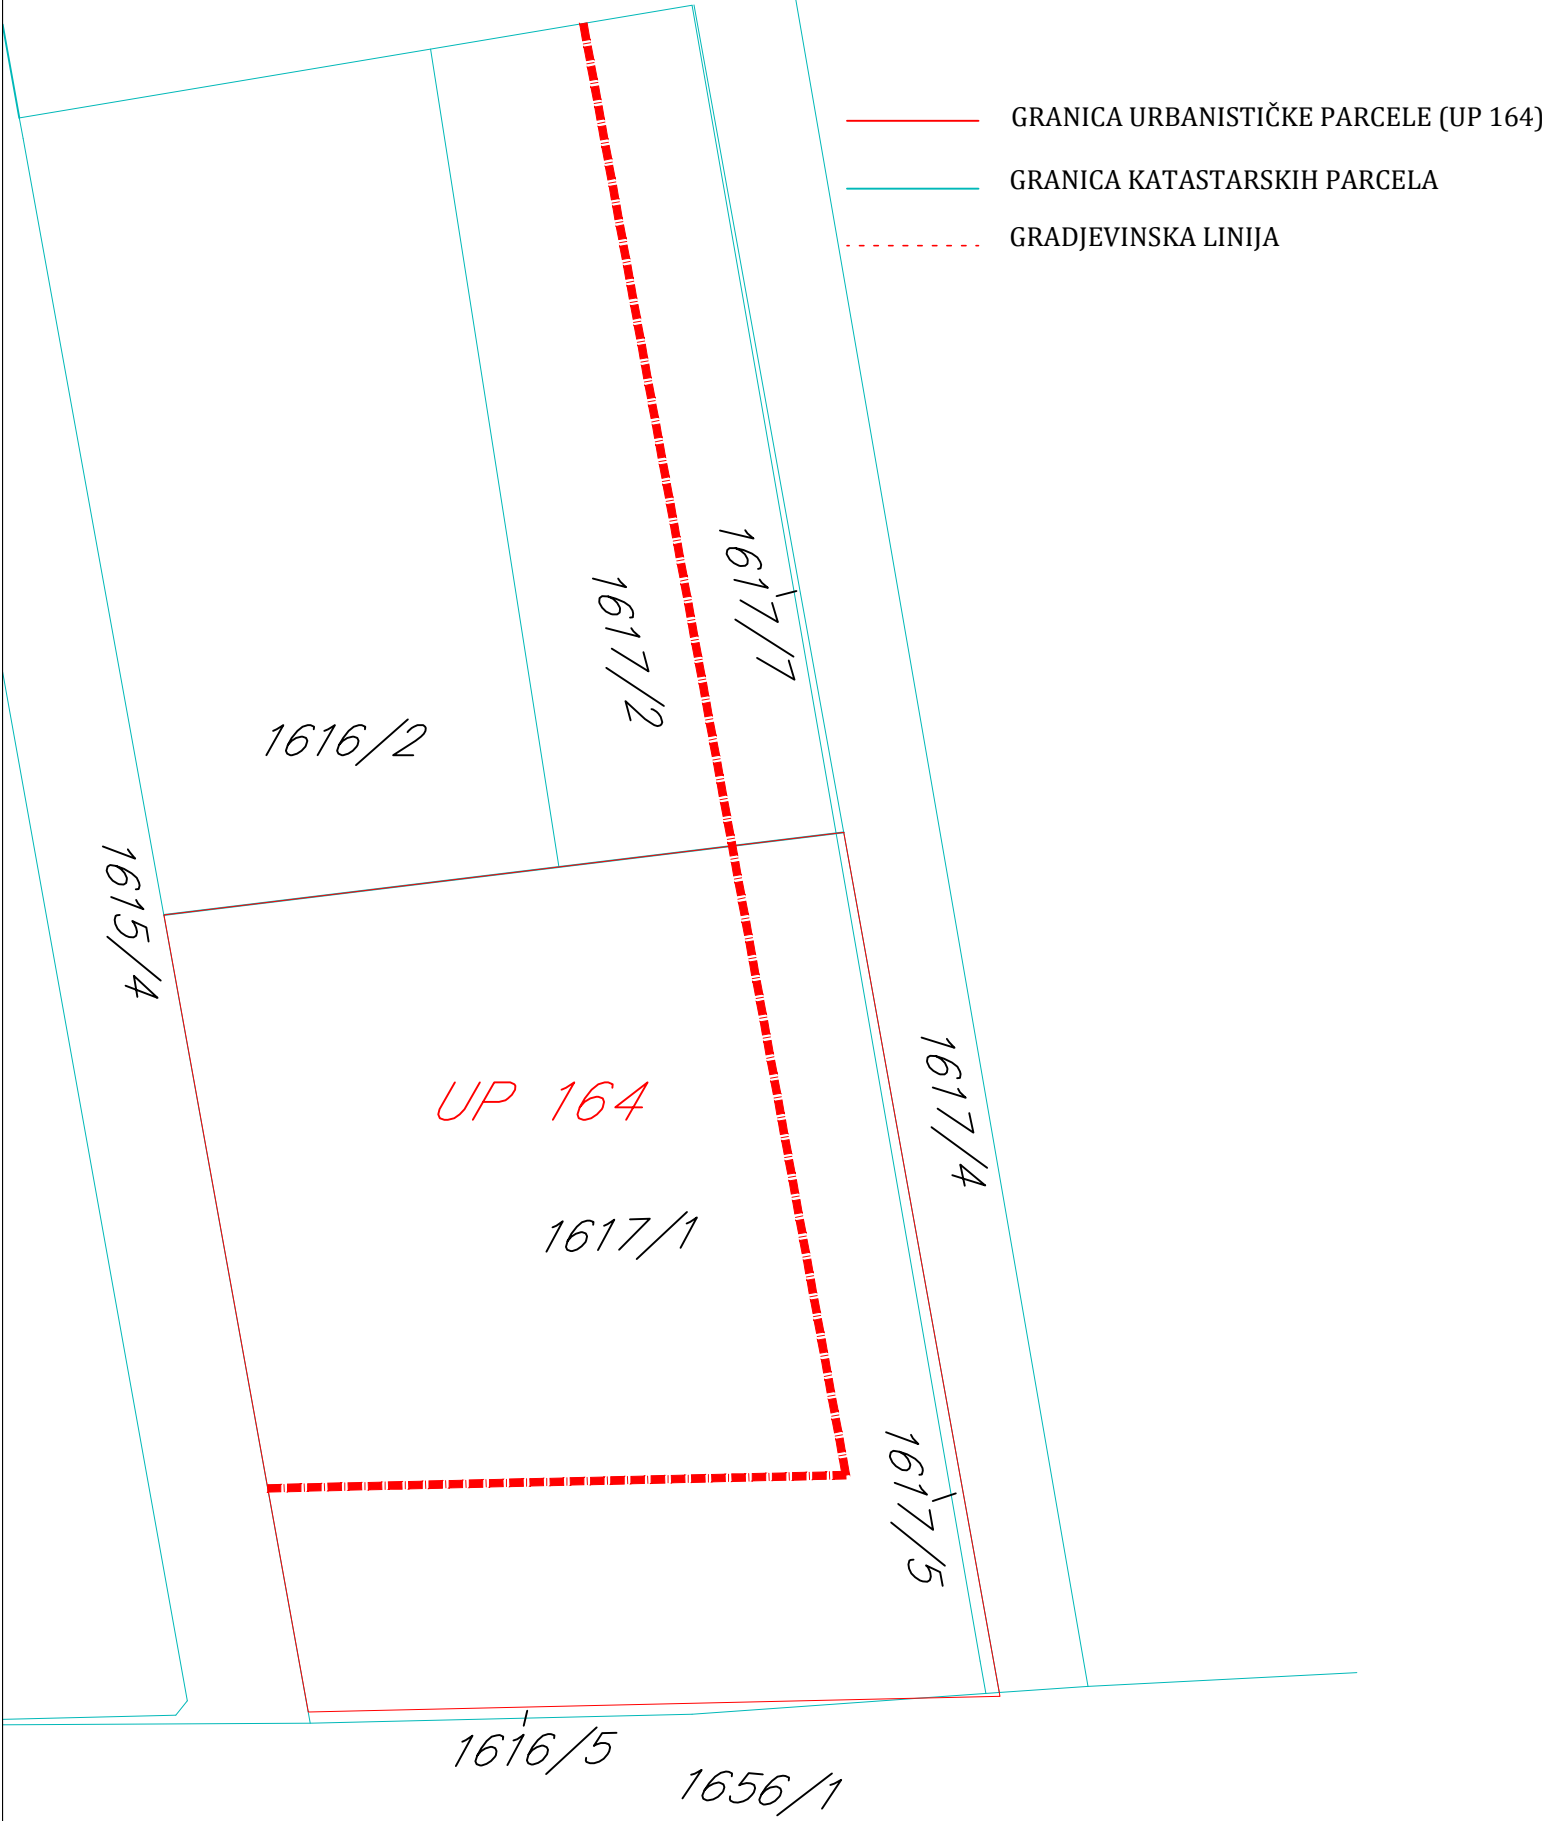 GRANICA URBANISTIČKE PARCELE (UP 164)
GRANICA KATASTARSKIH PARCELA
GRADJEVINSKA LINIJA
1617/7
1617/2
1616/2
1615/4
1617/4
UP 164
1617/1
1617/5
1616/5
1656/1